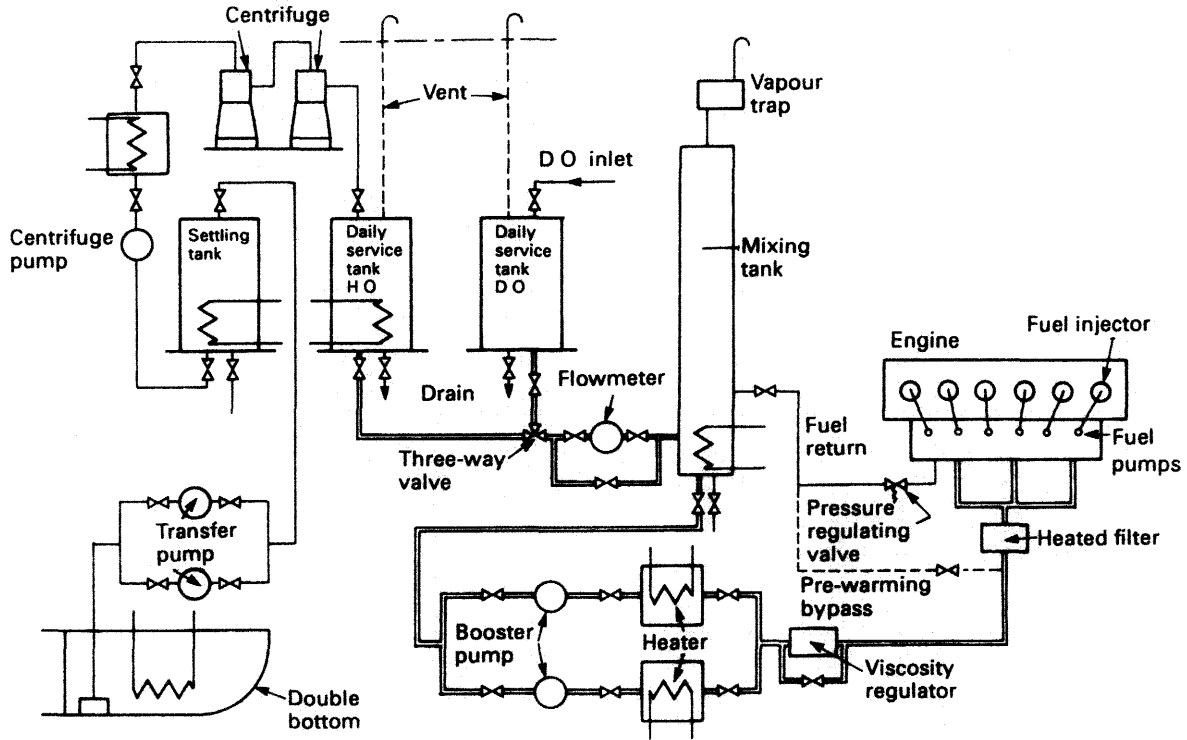 Centrifuge
Vapour
trap
Vent
D O inlet
Centrifuge
pump
Settling
tank
Daily
service
tank
H O
Daily
service
tank
D O
Mixing
tank
Engine
Fuel injector
Drain
Flowmeter
Three-way
valve
Fuel
return
Fuel
pumps
Pressure
regulating
valve
Heated filter
Transfer
pump
Pre-warming
bypass
Booster
pump
Heater
Viscosity
regulator
Double
bottom